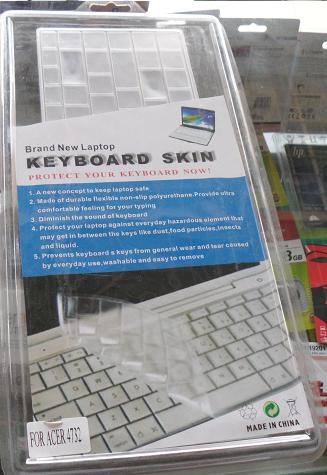 Brand New Laptop
KEYBOARD SKIN
PROTECT YOUR KEYBOARD NOW!
1. A new concept to keep laptop safe
2. Made of durable flexible non-slip polyurethane.Provide ultra
comfortable feeling for your typing
3. Diminish the sound of keyboard
4. Protect your laptop against everyday hazardous element that
may get in between the keys like dust,food particles,insects
and liquid.
5. Prevents keyboard s keys from general wear and tear caused
by everyday use,washable and easy to remove
FOR ACER 4732
MADE IN CHINA
hp
GB